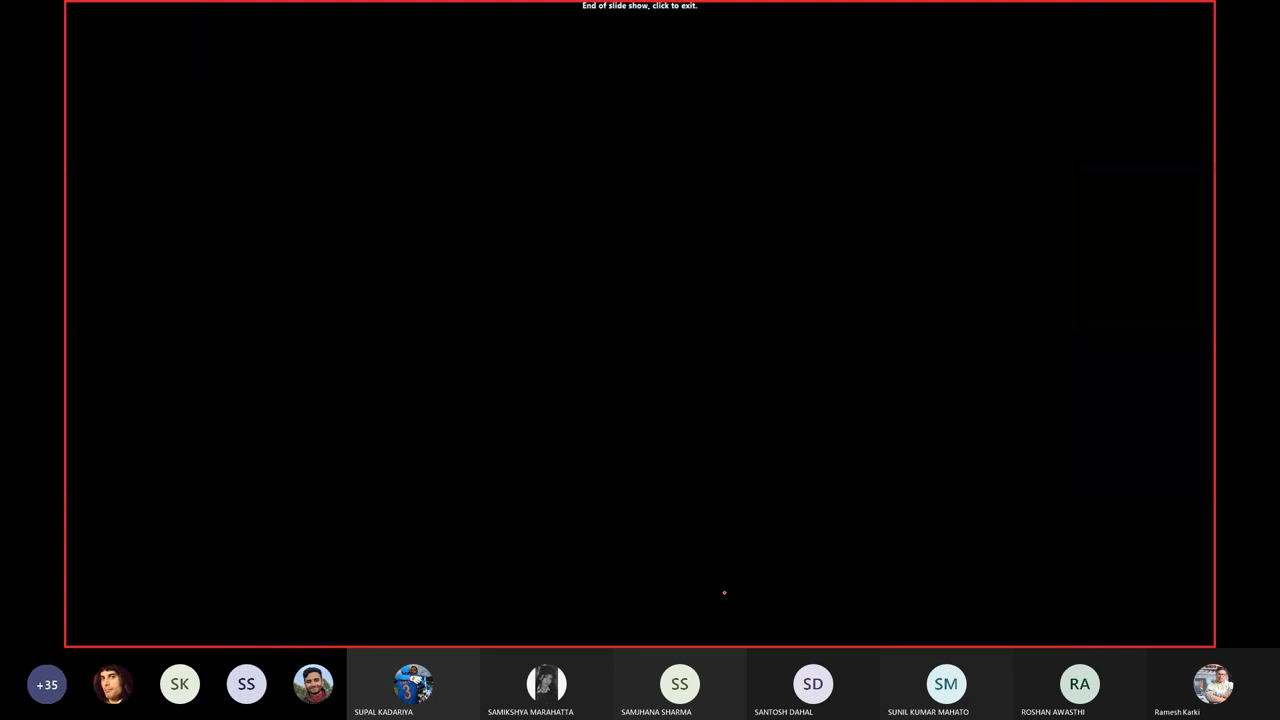 End of slide show, click to exit.
+35
SK
SS
SUPAL KADARIYA
SAMIKSHYA MARAHATTA
SS
SAMJHANA SHARMA
SD
SANTOSH DAHAL
SM
SUNIL KUMAR MAHATO
RA
ROSHAN AWASTHI
Ramesh Karki
3